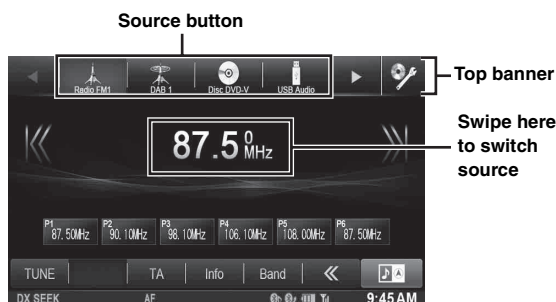 Source button
Radio FM1 DAB 1 Disc DVD-V USB Audio
Top banner
87.50 MHz
Swipe here
to switch
source
P1 87.50MHz P2 90.10MHz P3 98.10MHz P4 106.10MHz P5 108.00MHz P6 87.50MHz
TUNE TA Info Band
DX SEEK AF 9:45 AM